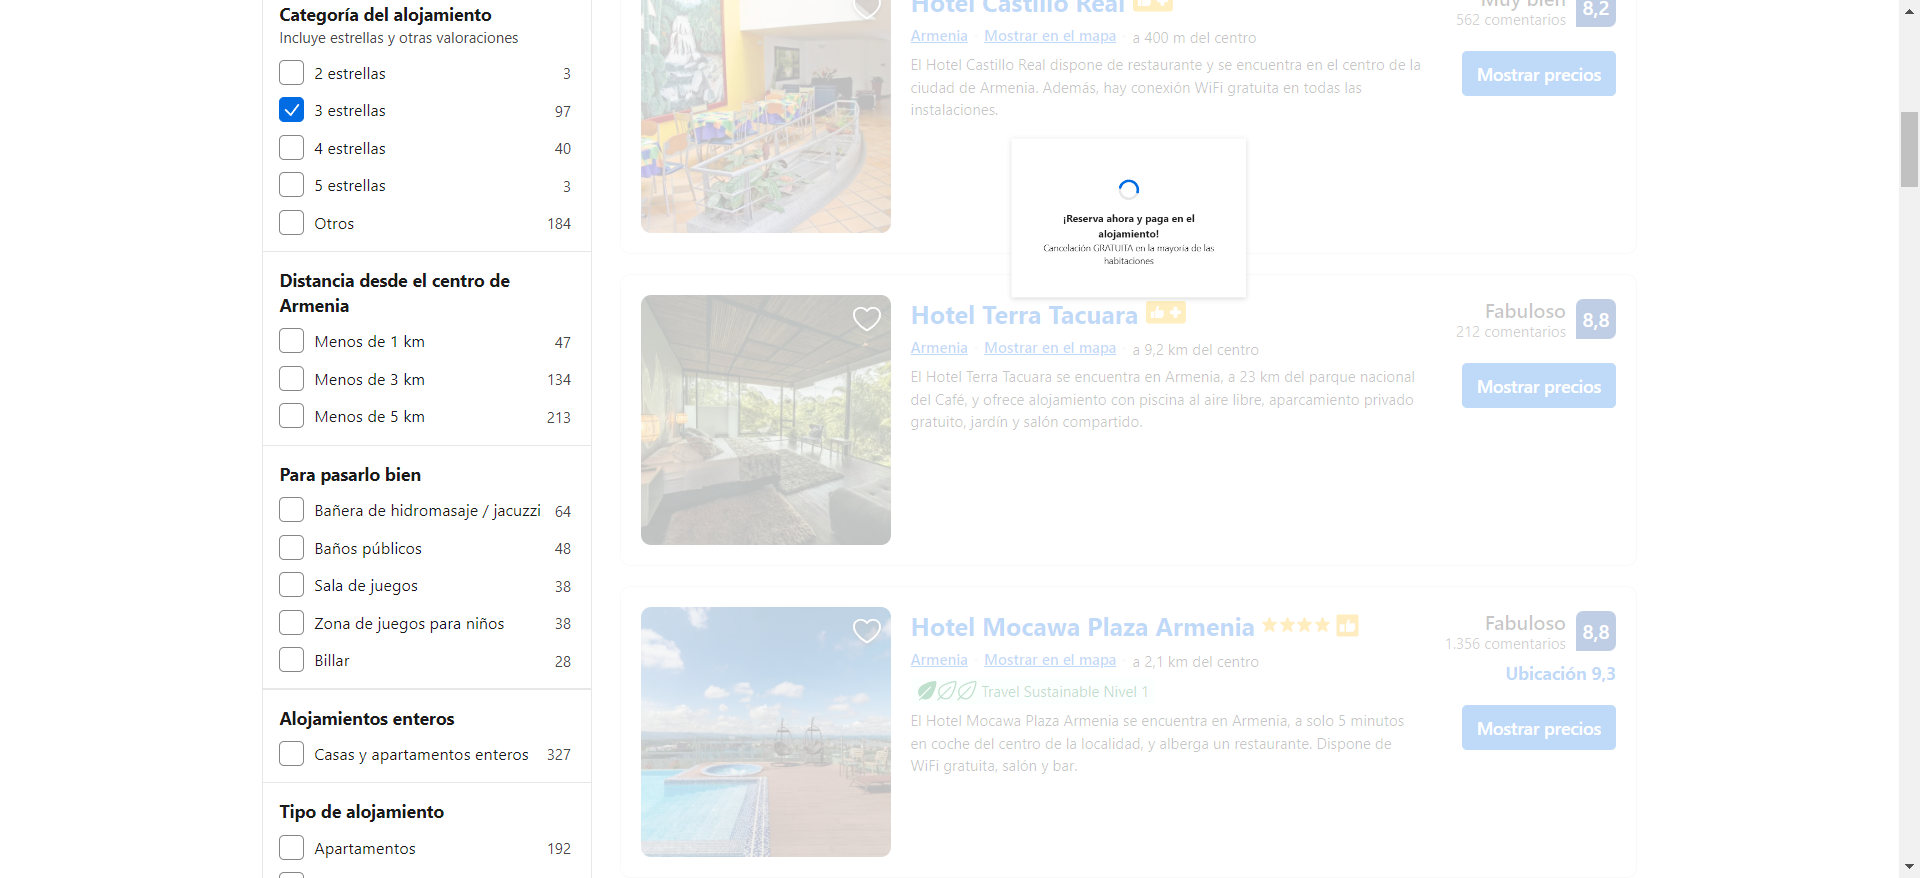 Categoría del alojamiento
Incluye estrellas y otras valoraciones
2 estrellas 3
3 estrellas 97
4 estrellas 40
5 estrellas 3
Otros 184
Distancia desde el centro de
Armenia
Menos de 1 km 47
Menos de 3 km 134
Menos de 5 km 213
Para pasarlo bien
Bañera de hidromasaje / jacuzzi 64
Baños públicos 48
Sala de juegos 38
Zona de juegos para niños 38
Billar 28
Alojamientos enteros
Casas y apartamentos enteros 327
Tipo de alojamiento
Apartamentos 192
Hotel Castillo Real
Muy bien 8,2
562 comentarios
Armenia · Mostrar en el mapa · a 400 m del centro
El Hotel Castillo Real dispone de restaurante y se encuentra en el centro de la
ciudad de Armenia. Además, hay conexión WiFi gratuita en todas las
instalaciones.
Mostrar precios
¡Reserva ahora y paga en el
alojamiento!
Cancelación GRATUITA en la mayoría de las
habitaciones
Hotel Terra Tacuara
Fabuloso 8,8
212 comentarios
Armenia · Mostrar en el mapa · a 9,2 km del centro
El Hotel Terra Tacuara se encuentra en Armenia, a 23 km del parque nacional
del Café, y ofrece alojamiento con piscina al aire libre, aparcamiento privado
gratuito, jardín y salón compartido.
Mostrar precios
Hotel Mocawa Plaza Armenia
Fabuloso 8,8
1.356 comentarios
Armenia · Mostrar en el mapa · a 2,1 km del centro
Ubicación 9,3
Travel Sustainable Nivel 1
El Hotel Mocawa Plaza Armenia se encuentra en Armenia, a solo 5 minutos
en coche del centro de la localidad, y alberga un restaurante. Dispone de
WiFi gratuita, salón y bar.
Mostrar precios